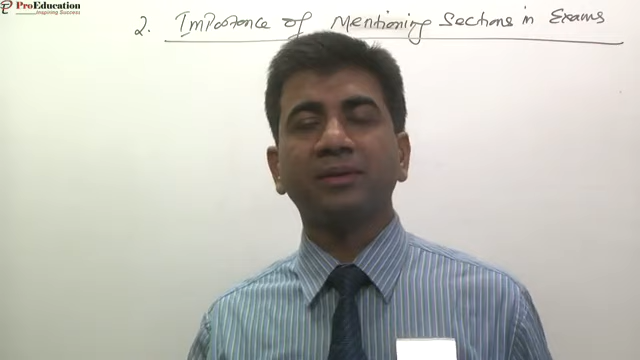 ProEducation
Inspiring Success
2. Importance of Mentioning Sections in Exams